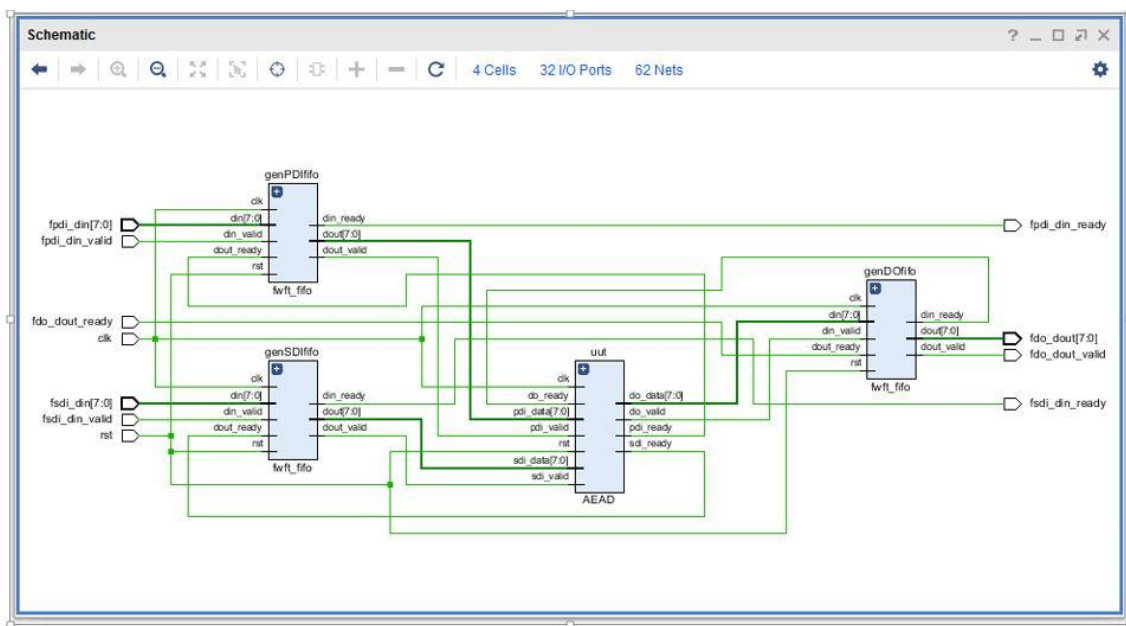 Schematic
4 Cells 32 I/O Ports 62 Nets
genPDIfifo
clk
din[7:0]
din_valid
dout_ready
rst
din_ready
dout[7:0]
dout_valid
fwft_fifo
fpdi_din[7:0]
fpdi_din_valid
fdo_dout_ready
clk
genSDIfifo
clk
din[7:0]
din_valid
dout_ready
rst
din_ready
dout[7:0]
dout_valid
fwft_fifo
fsdi_din[7:0]
fsdi_din_valid
rst
uut
clk
do_ready
pdi_data[7:0]
pdi_valid
rst
sdi_data[7:0]
sdi_valid
do_data[7:0]
do_valid
pdi_ready
sdi_ready
AEAD
genDOfifo
clk
din[7:0]
din_valid
dout_ready
rst
din_ready
dout[7:0]
dout_valid
fwft_fifo
fpdi_din_ready
fdo_dout[7:0]
fdo_dout_valid
fsdi_din_ready